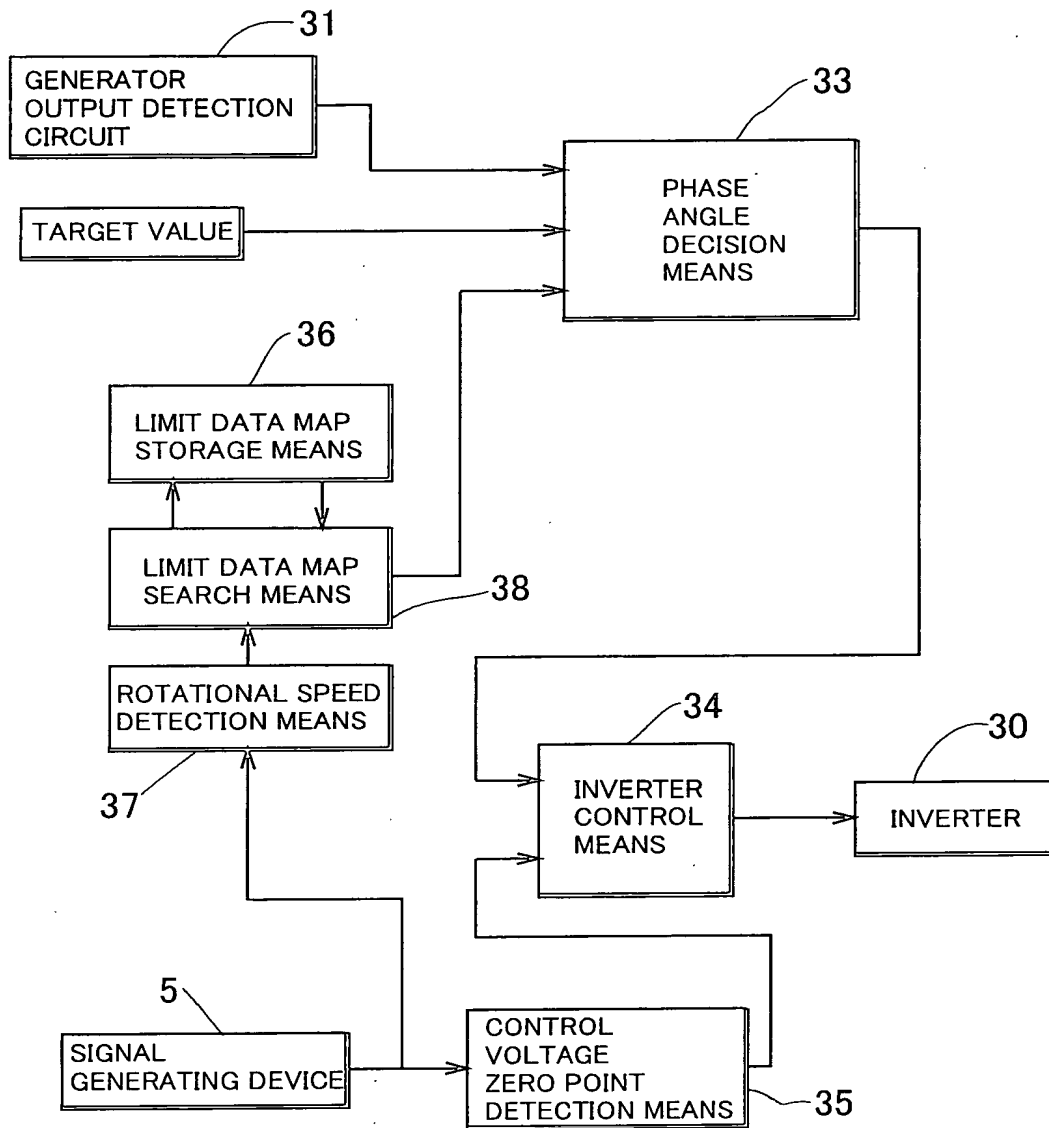 31
GENERATOR
OUTPUT DETECTION
CIRCUIT
33
PHASE
ANGLE
DECISION
MEANS
TARGET VALUE
36
LIMIT DATA MAP
STORAGE MEANS
LIMIT DATA MAP
SEARCH MEANS
38
ROTATIONAL SPEED
DETECTION MEANS
37
34
INVERTER
CONTROL
MEANS
30
INVERTER
5
SIGNAL
GENERATING DEVICE
CONTROL
VOLTAGE
ZERO POINT
DETECTION MEANS
35